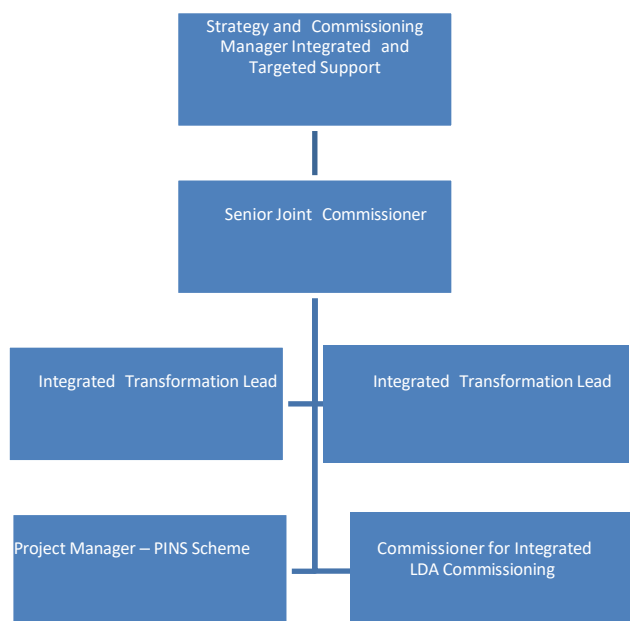 Strategy and Commissioning
Manager Integrated and
Targeted Support
Senior Joint Commissioner
Integrated Transformation Lead
Integrated Transformation Lead
Project Manager – PINS Scheme
Commissioner for Integrated
LDA Commissioning